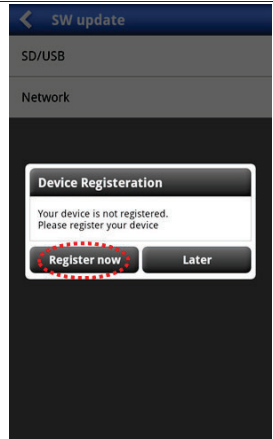 SW update
SD/USB
Network
Device Registeration
Your device is not registered.
Please register your device
Register now
Later